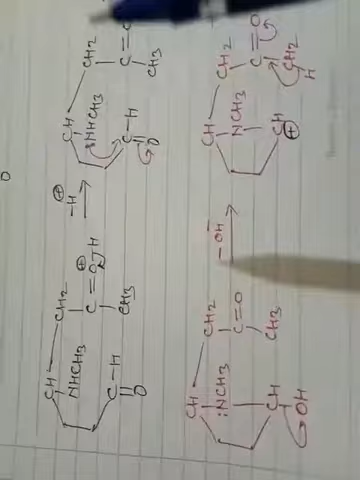 CH CH2 ⊕ -H CH CH2
NHCH3 C=OH ⊕ :NHCH3 C=O
C-H CH3 C-H CH3
O O
CH CH2 -OH CH CH2
:NCH3 C=O NCH3 C=O
CH CH3 CH ⊕ CH2
OH H